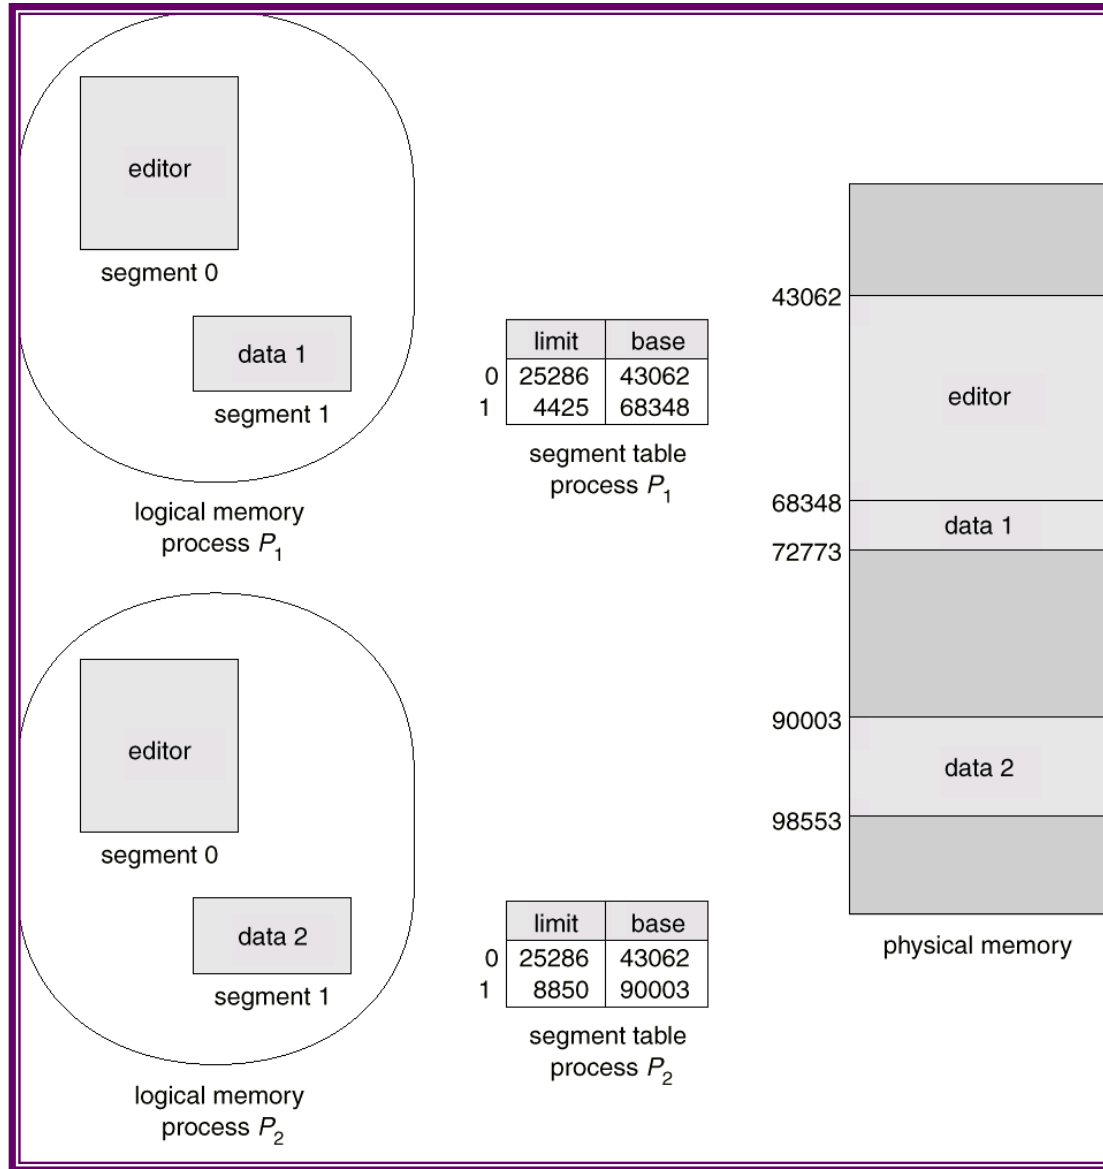 editor
segment 0
data 1
segment 1
logical memory
process P1
limit base
0 25286 43062
1 4425 68348
segment table
process P1
editor
segment 0
data 2
segment 1
logical memory
process P2
limit base
0 25286 43062
1 8850 90003
segment table
process P2
43062
editor
68348
data 1
72773
90003
data 2
98553
physical memory